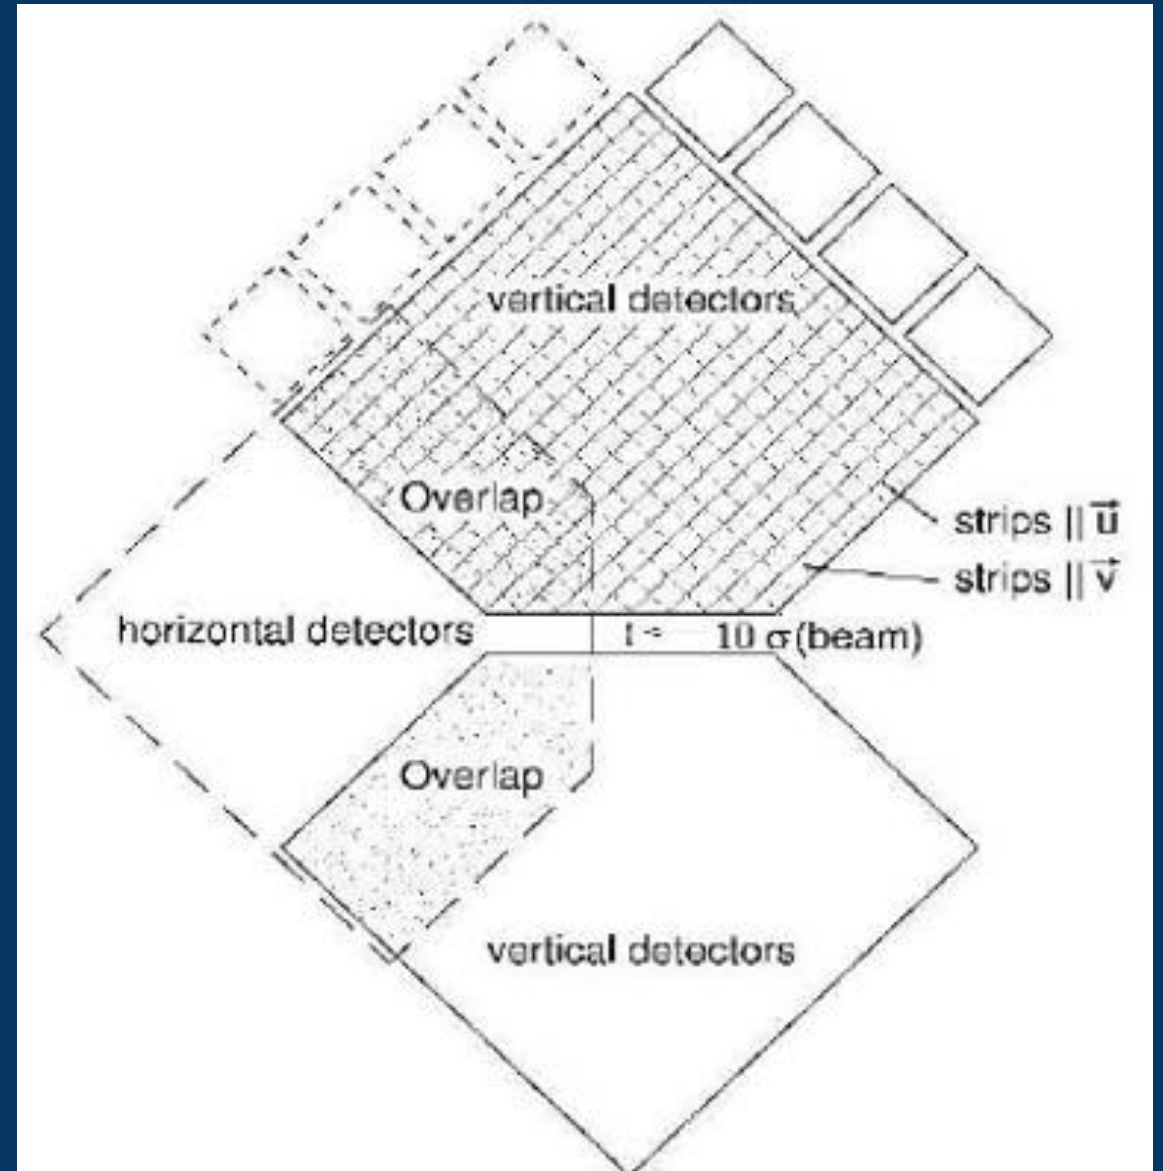 vertical detectors
Overlap
strips || u⃗
strips || v⃗
horizontal detectors
10 σ(beam)
Overlap
vertical detectors